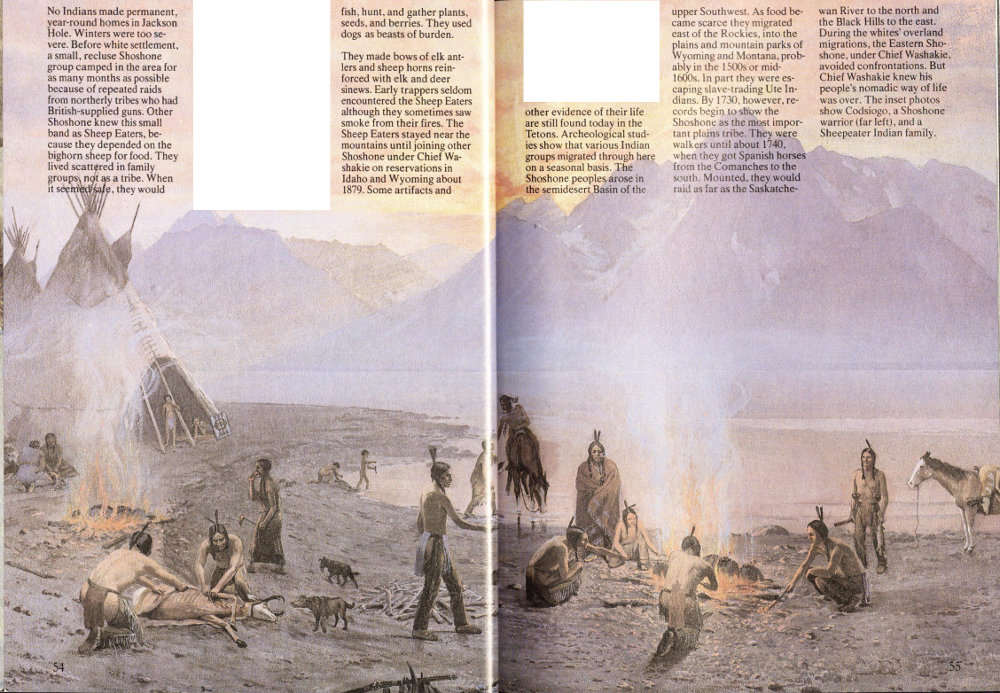 No Indians made permanent,
year-round homes in Jackson
Hole. Winters were too se-
vere. Before white settlement,
a small, recluse Shoshone
group camped in the area for
as many months as possible
because of repeated raids
from northerly tribes who had
British-supplied guns. Other
Shoshone knew this small
band as Sheep Eaters, be-
cause they depended on the
bighorn sheep for food. They
lived scattered in family
groups, not as a tribe. When
it seemed safe, they would
fish, hunt, and gather plants,
seeds, and berries. They used
dogs as beasts of burden.
They made bows of elk ant-
lers and sheep horns rein-
forced with elk and deer
sinews. Early trappers seldom
encountered the Sheep Eaters
although they sometimes saw
smoke from their fires. The
Sheep Eaters stayed near the
mountains until joining other
Shoshone under Chief Wa-
shakie on reservations in
Idaho and Wyoming about
1879. Some artifacts and
other evidence of their life
are still found today in the
Tetons. Archeological stud-
ies show that various Indian
groups migrated through here
on a seasonal basis. The
Shoshone peoples arose in
the semidesert Basin of the
upper Southwest. As food be-
came scarce they migrated
east of the Rockies, into the
plains and mountain parks of
Wyoming and Montana, prob-
ably in the 1500s or mid-
1600s. In part they were es-
caping slave-trading Ute In-
dians. By 1730, however, re-
cords begin to show the
Shoshone as the most impor-
tant plains tribe. They were
walkers until about 1740,
when they got Spanish horses
from the Comanches to the
south. Mounted, they would
raid as far as the Saskatche-
wan River to the north and
the Black Hills to the east.
During the whites' overland
migrations, the Eastern Sho-
shone, under Chief Washakie,
avoided confrontations. But
Chief Washakie knew his
people's nomadic way of life
was over. The inset photos
show Codsiogo, a Shoshone
warrior (far left), and a
Sheepeater Indian family.
54
55